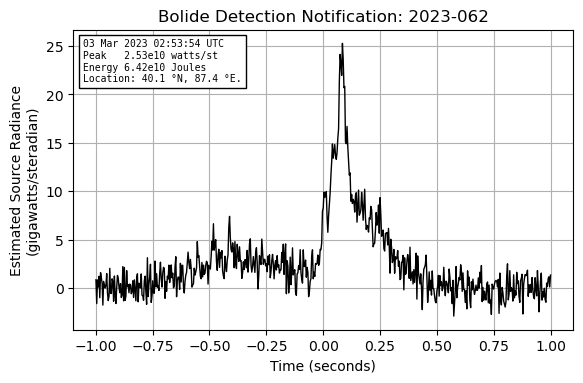 Bolide Detection Notification: 2023-062
03 Mar 2023 02:53:54 UTC
Peak   2.53e10 watts/st
Energy 6.42e10 Joules
Location: 40.1 °N, 87.4 °E.
Estimated Source Radiance
(gigawatts/steradian)
25
20
15
10
5
0
−1.00 −0.75 −0.50 −0.25 0.00 0.25 0.50 0.75 1.00
Time (seconds)